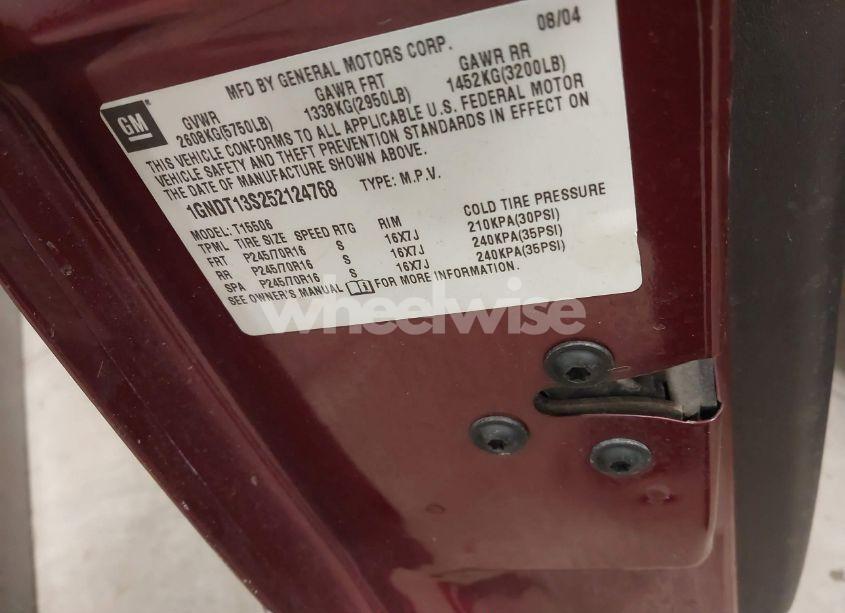 MFD BY GENERAL MOTORS CORP. 08/04
GM
GVWR GAWR FRT GAWR RR
2608KG(5750LB) 1338KG(2950LB) 1452KG(3200LB)
THIS VEHICLE CONFORMS TO ALL APPLICABLE U.S. FEDERAL MOTOR
VEHICLE SAFETY AND THEFT PREVENTION STANDARDS IN EFFECT ON
THE DATE OF MANUFACTURE SHOWN ABOVE.
1GNDT13S252124768 TYPE: M.P.V.
MODEL: T15506
TPML TIRE SIZE SPEED RTG RIM COLD TIRE PRESSURE
FRT P245/70R16 S 16X7J 210KPA(30PSI)
RR P245/70R16 S 16X7J 240KPA(35PSI)
SPA P245/70R16 S 16X7J 240KPA(35PSI)
SEE OWNER'S MANUAL FOR MORE INFORMATION.
wheelwise